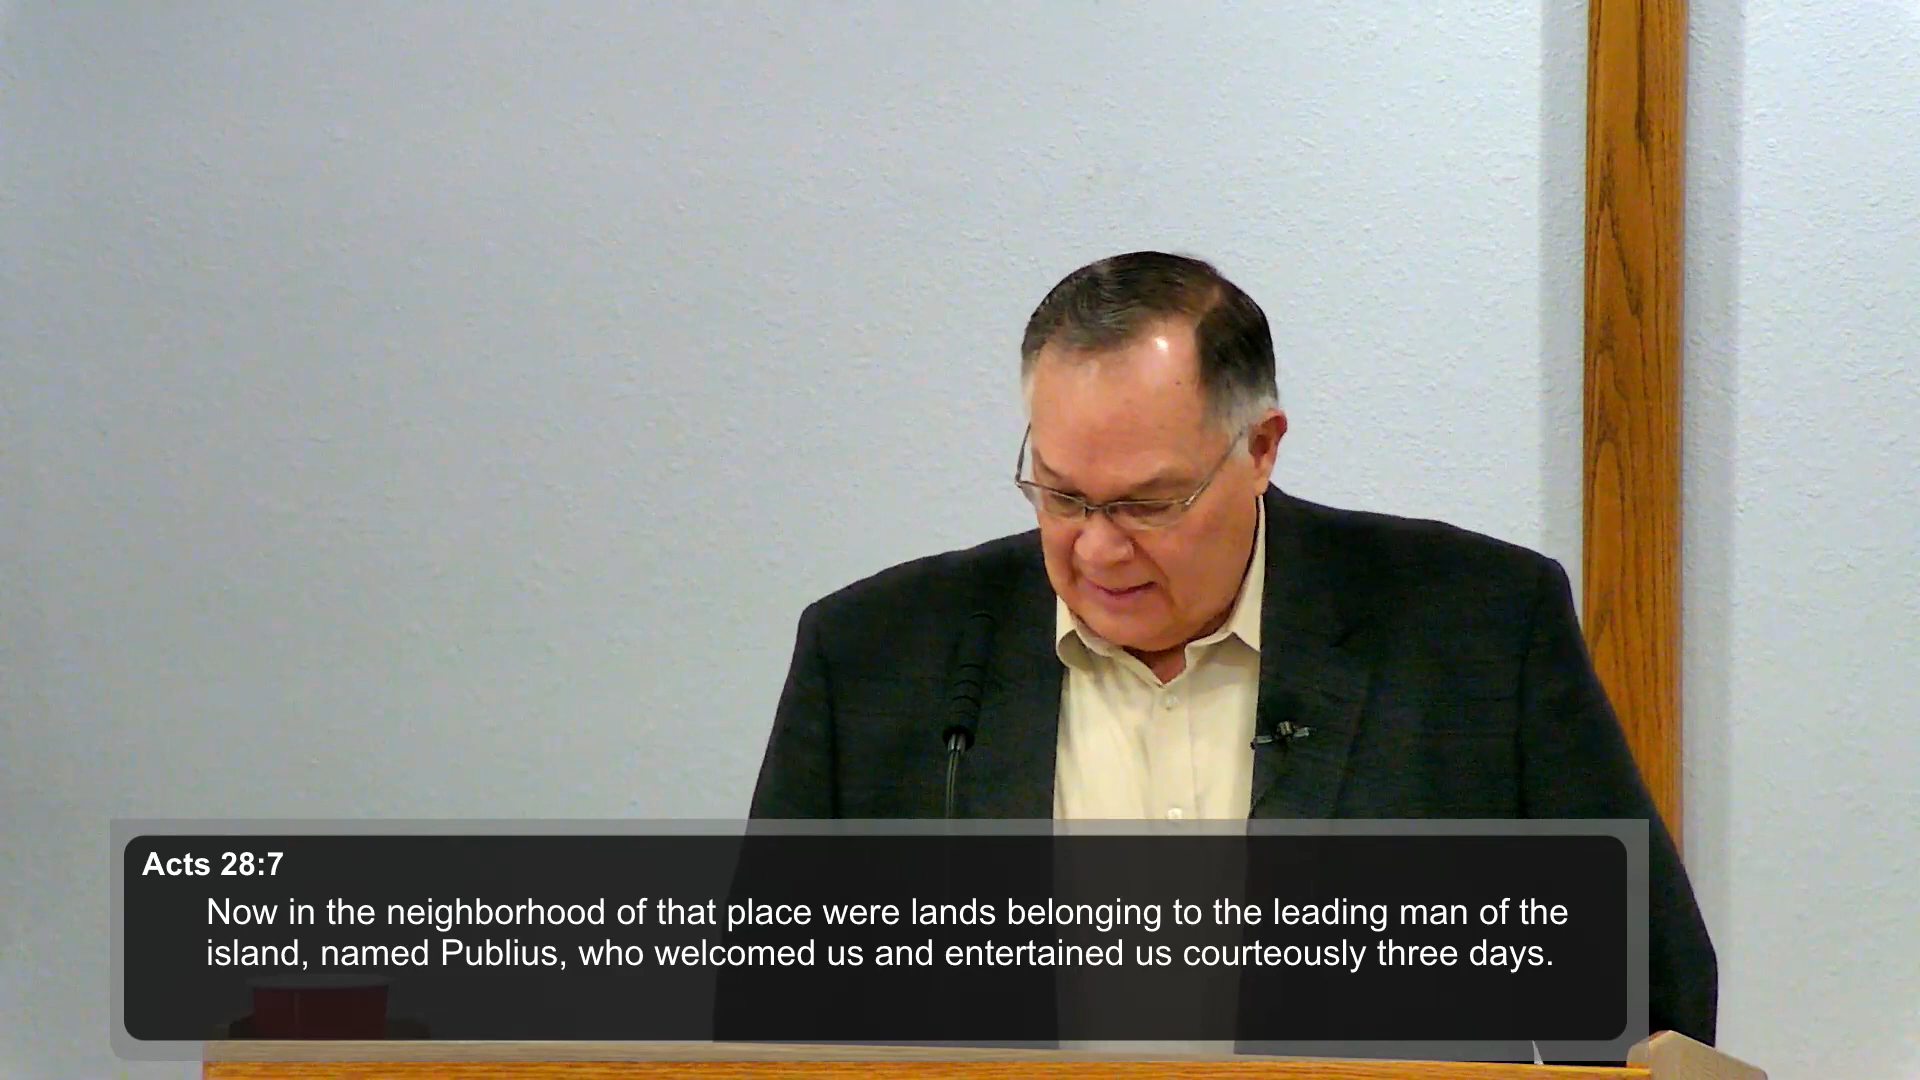 Acts 28:7
Now in the neighborhood of that place were lands belonging to the leading man of the
island, named Publius, who welcomed us and entertained us courteously three days.